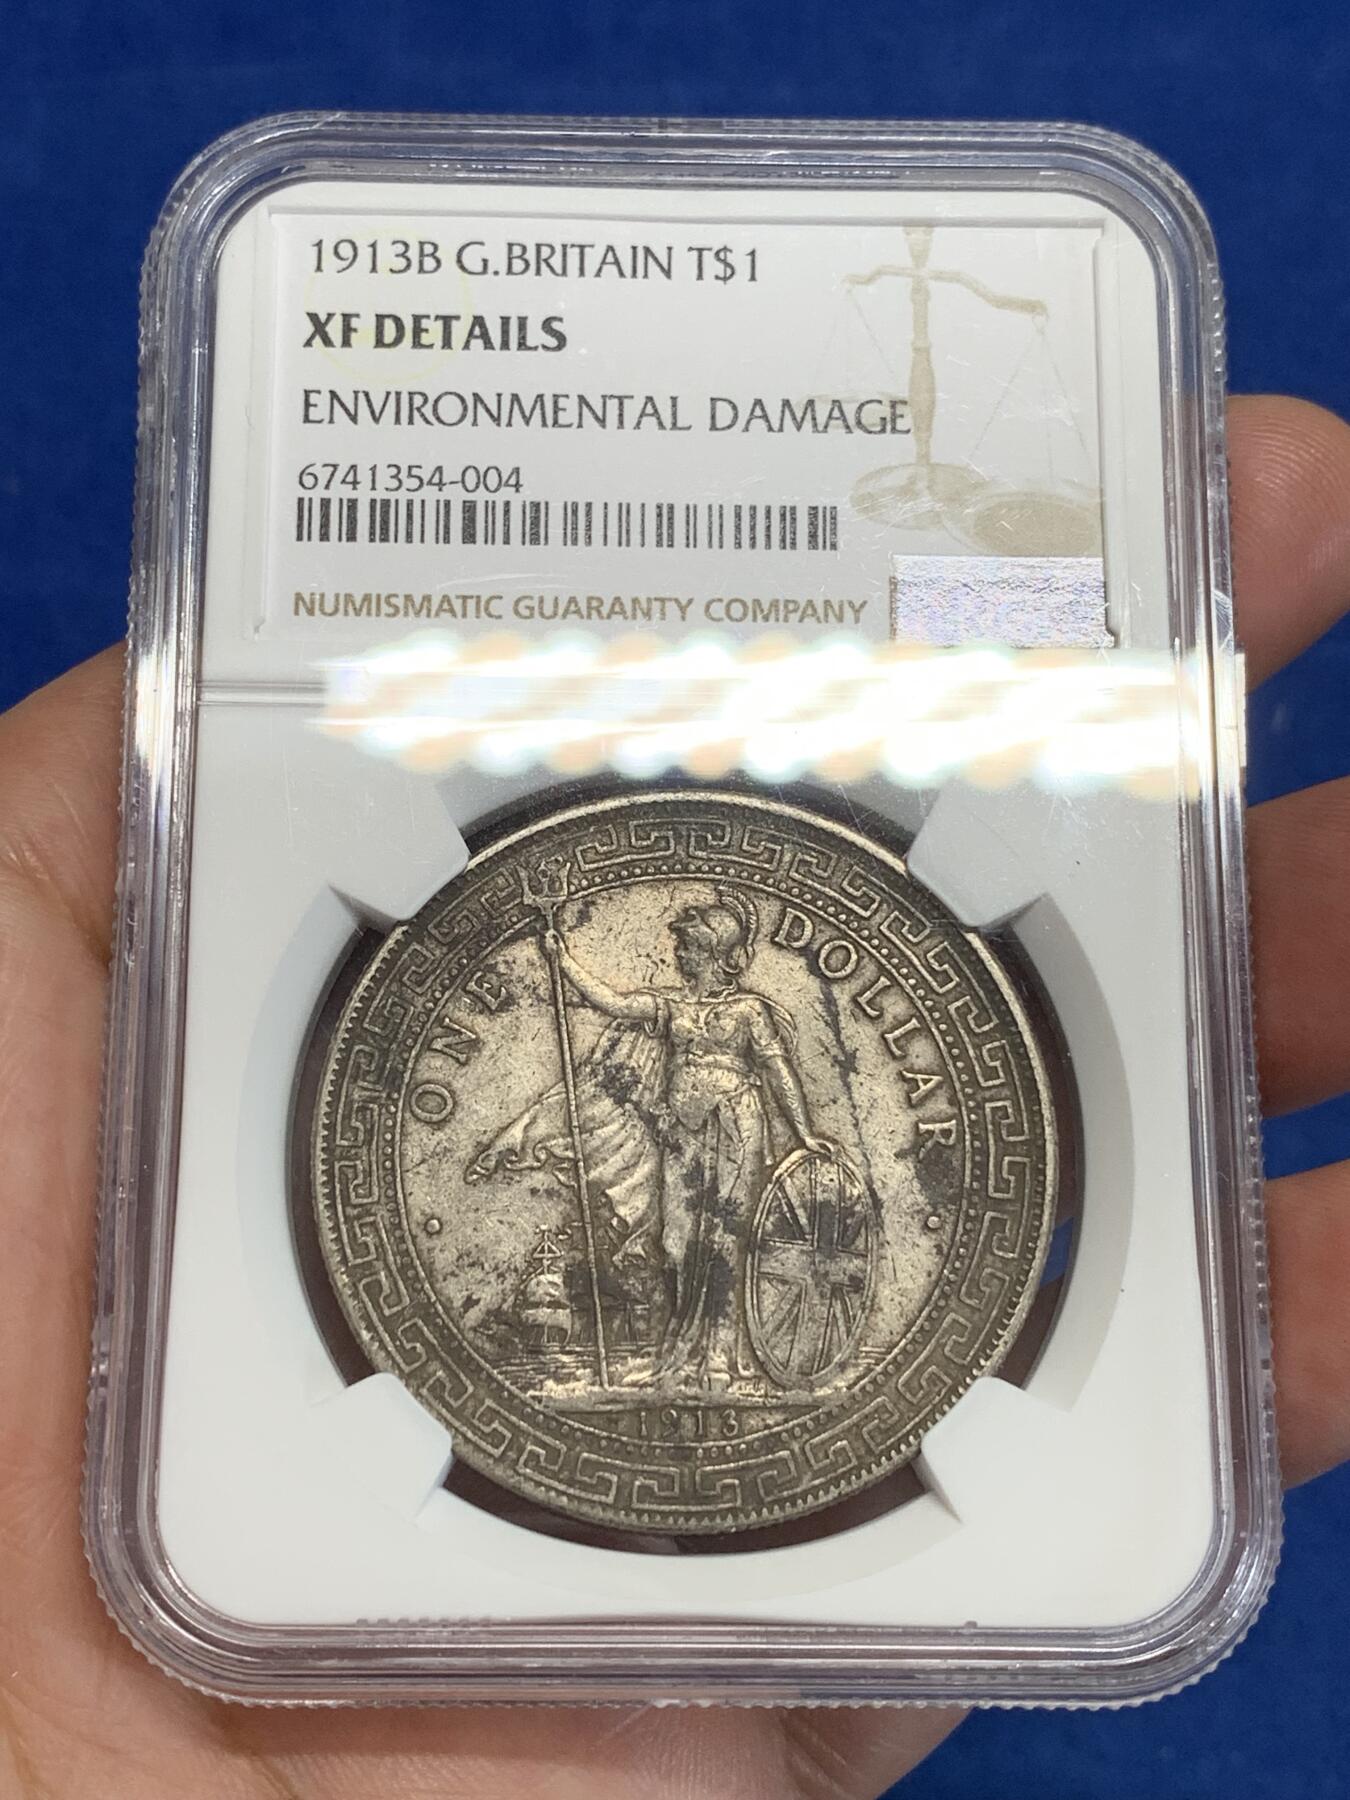 1913B G.BRITAIN T$1
XF DETAILS
ENVIRONMENTAL DAMAGE
6741354-004
NUMISMATIC GUARANTY COMPANY
ONE DOLLAR
1913